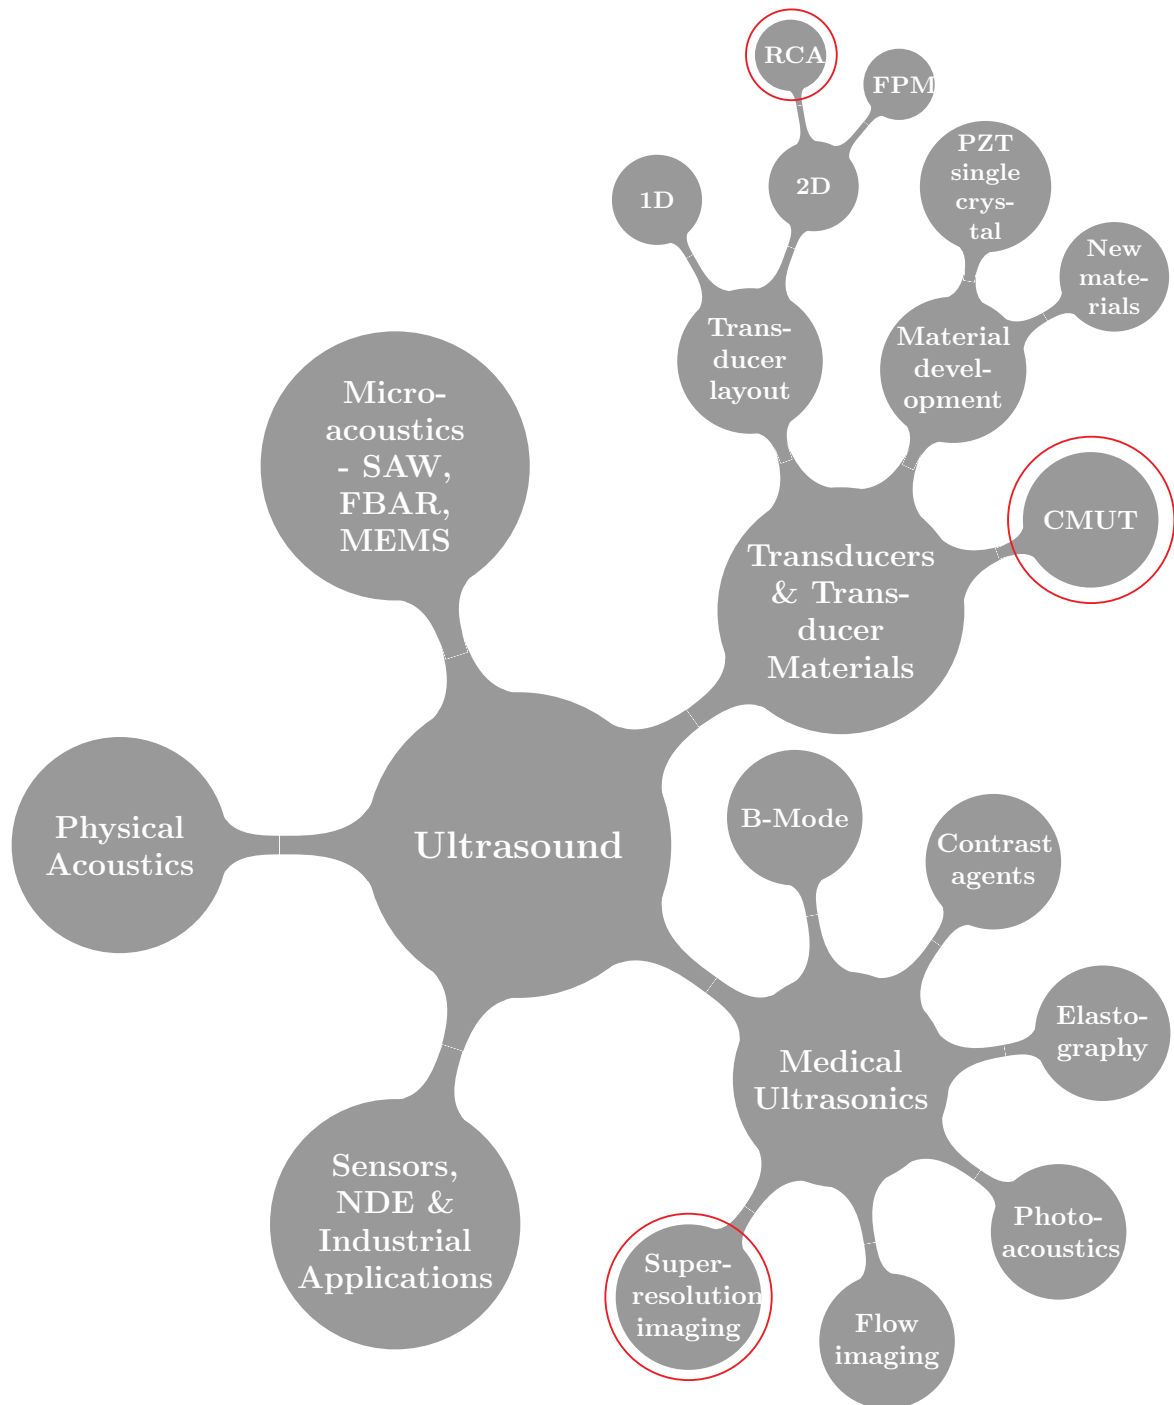 RCA
FPM
1D
2D
PZT
single
crys-
tal
New
mate-
rials
Trans-
ducer
layout
Material
devel-
opment
Micro-
acoustics
- SAW,
FBAR,
MEMS
CMUT
Transducers
& Trans-
ducer
Materials
Physical
Acoustics
Ultrasound
B-Mode
Contrast
agents
Elasto-
graphy
Medical
Ultrasonics
Sensors,
NDE &
Industrial
Applications
Photo-
acoustics
Super-
resolution
imaging
Flow
imaging